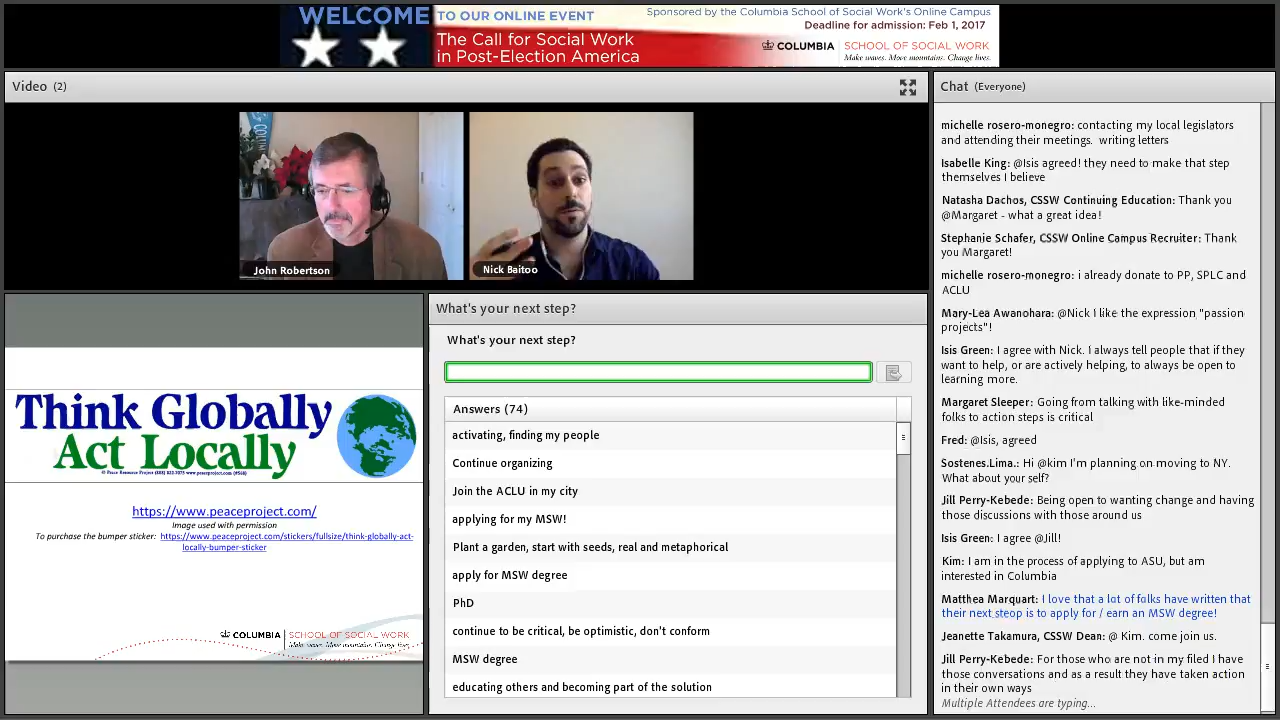 WELCOME TO OUR ONLINE EVENT
The Call for Social Work
in Post-Election America
Sponsored by the Columbia School of Social Work's Online Campus
Deadline for admission: Feb 1, 2017
COLUMBIA | SCHOOL OF SOCIAL WORK
Make waves. Move mountains. Change lives.
Video (2)
John Robertson
Nick Baitoo
Think Globally
Act Locally
https://www.peaceproject.com/
Image used with permission
To purchase the bumper sticker: https://www.peaceproject.com/stickers/fullsize/think-globally-act-
locally-bumper-sticker
COLUMBIA | SCHOOL OF SOCIAL WORK
Make waves. Move mountains. Change lives.
What's your next step?
What's your next step?
Answers (74)
activating, finding my people
Continue organizing
Join the ACLU in my city
applying for my MSW!
Plant a garden, start with seeds, real and metaphorical
apply for MSW degree
PhD
continue to be critical, be optimistic, don't conform
MSW degree
educating others and becoming part of the solution
Chat (Everyone)
michelle rosero-monegro: contacting my local legislators
and attending their meetings. writing letters
Isabelle King: @Isis agreed! they need to make that step
themselves I believe
Natasha Dachos, CSSW Continuing Education: Thank you
@Margaret - what a great idea!
Stephanie Schafer, CSSW Online Campus Recruiter: Thank
you Margaret!
michelle rosero-monegro: i already donate to PP, SPLC and
ACLU
Mary-Lea Awanohara: @Nick I like the expression "passion
projects"!
Isis Green: I agree with Nick. I always tell people that if they
want to help, or are actively helping, to always be open to
learning more.
Margaret Sleeper: Going from talking with like-minded
folks to action steps is critical
Fred: @Isis, agreed
Sostenes.Lima.: Hi @kim I'm planning on moving to NY.
What about your self?
Jill Perry-Kebede: Being open to wanting change and having
those discussions with those around us
Isis Green: I agree @Jill!
Kim: I am in the process of applying to ASU, but am
interested in Columbia
Matthea Marquart: I love that a lot of folks have written that
their next steop is to apply for / earn an MSW degree!
Jeanette Takamura, CSSW Dean: @ Kim. come join us.
Jill Perry-Kebede: For those who are not in my filed I have
those conversations and as a result they have taken action
in their own ways
Multiple Attendees are typing...